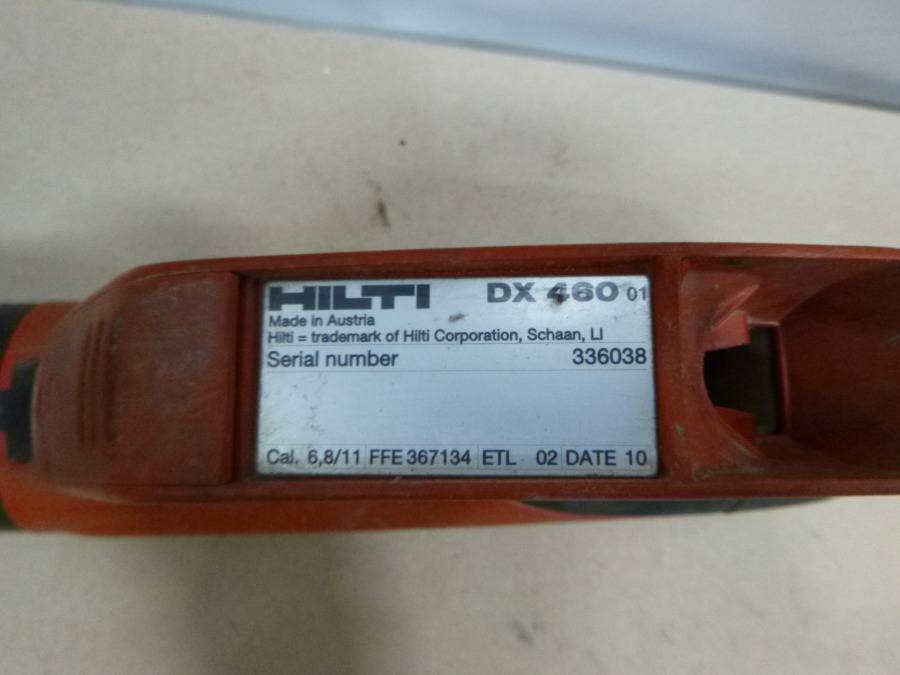 HILTI DX 460 01
Made in Austria
Hilti = trademark of Hilti Corporation, Schaan, LI
Serial number 336038
Cal. 6,8/11 FFE 367134 ETL 02 DATE 10